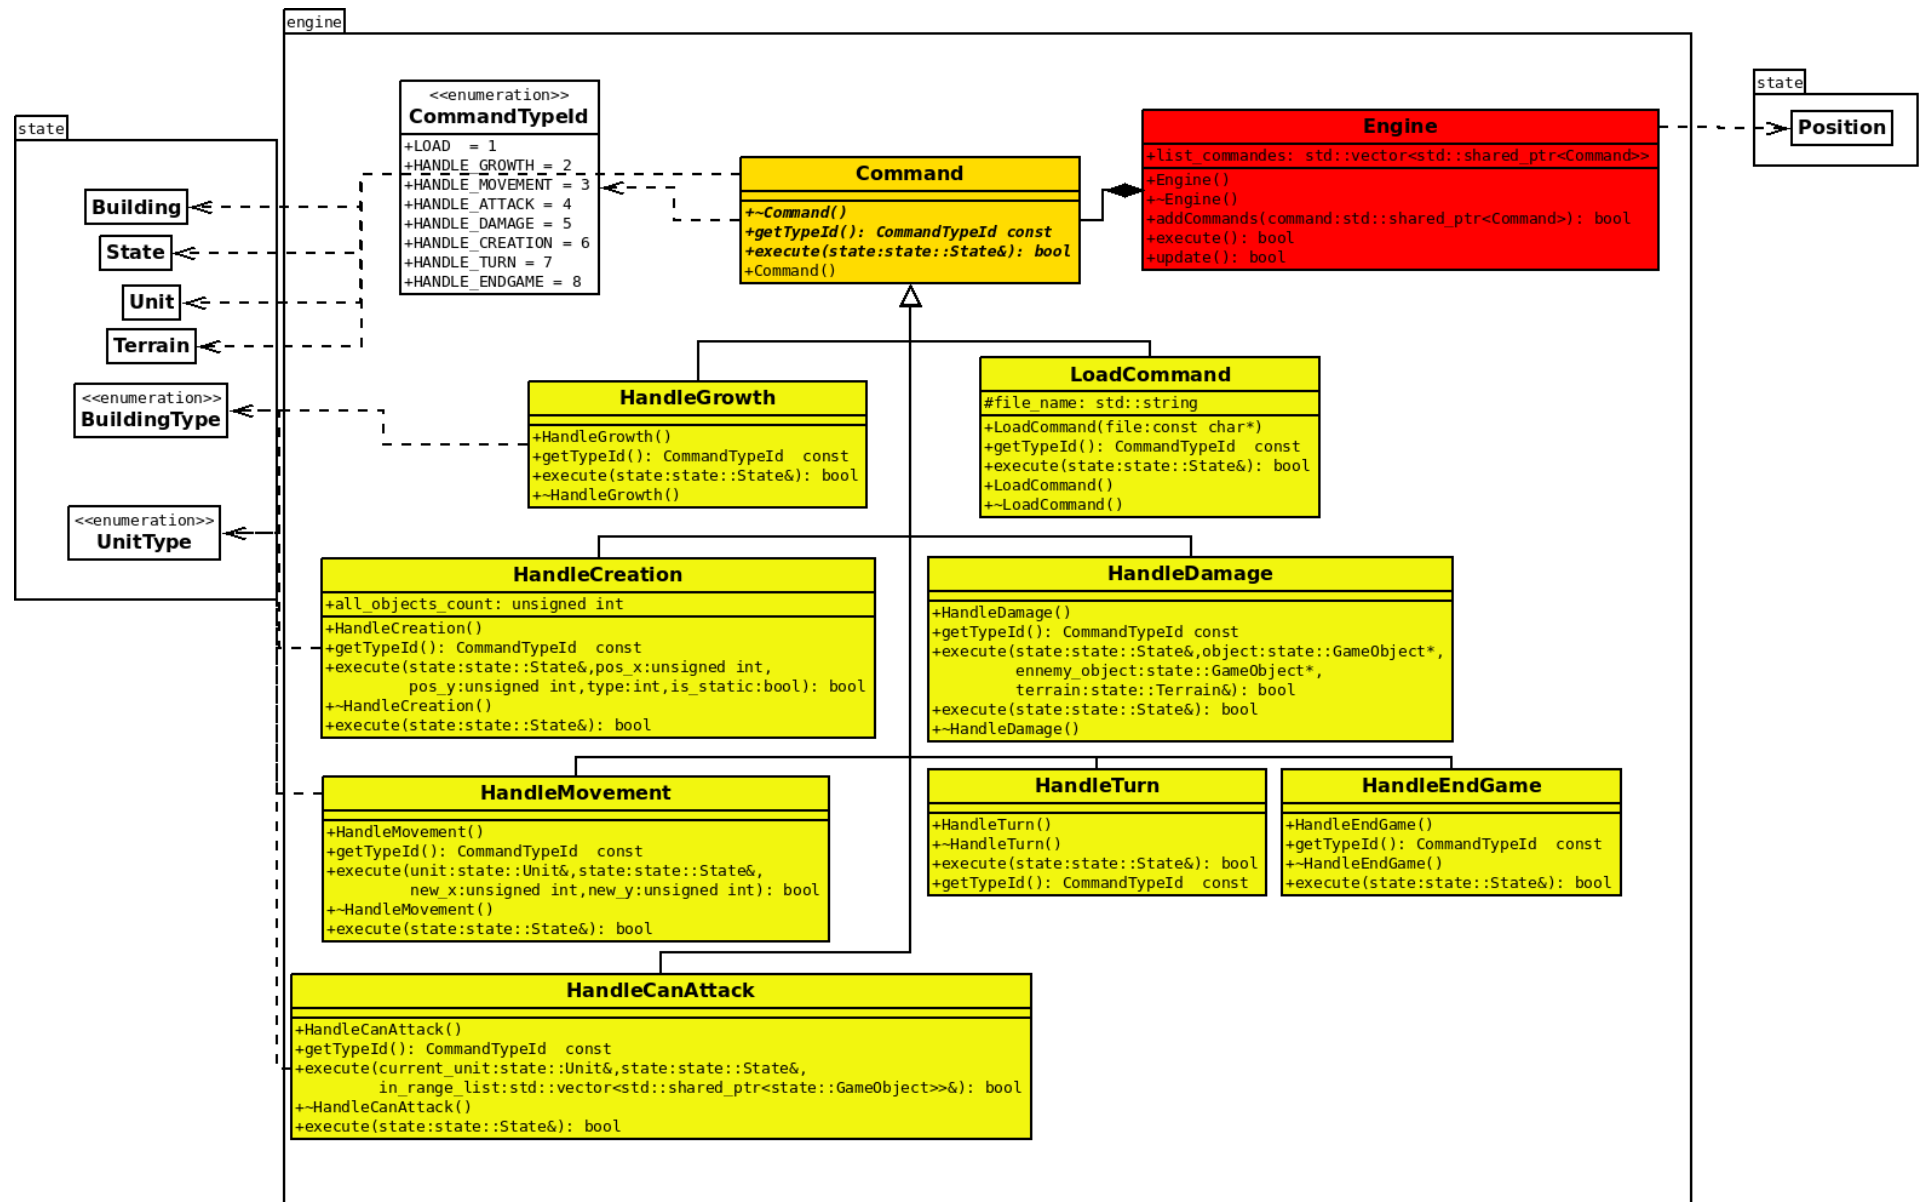 engine
<<enumeration>>
CommandTypeId
+LOAD  = 1
+HANDLE_GROWTH = 2
+HANDLE_MOVEMENT = 3
+HANDLE_ATTACK = 4
+HANDLE_DAMAGE = 5
+HANDLE_CREATION = 6
+HANDLE_TURN = 7
+HANDLE_ENDGAME = 8
Command
+~Command()
+getTypeId(): CommandTypeId const
+execute(state:state::State&): bool
+Command()
Engine
+list_commandes: std::vector<std::shared_ptr<Command>>
+Engine()
+~Engine()
+addCommands(command:std::shared_ptr<Command>): bool
+execute(): bool
+update(): bool
state
Position
state
Building
State
Unit
Terrain
<<enumeration>>
BuildingType
<<enumeration>>
UnitType
HandleGrowth
+HandleGrowth()
+getTypeId(): CommandTypeId  const
+execute(state:state::State&): bool
+~HandleGrowth()
LoadCommand
#file_name: std::string
+LoadCommand(file:const char*)
+getTypeId(): CommandTypeId  const
+execute(state:state::State&): bool
+LoadCommand()
+~LoadCommand()
HandleCreation
+all_objects_count: unsigned int
+HandleCreation()
+getTypeId(): CommandTypeId  const
+execute(state:state::State&,pos_x:unsigned int,
pos_y:unsigned int,type:int,is_static:bool): bool
+~HandleCreation()
+execute(state:state::State&): bool
HandleDamage
+HandleDamage()
+getTypeId(): CommandTypeId const
+execute(state:state::State&,object:state::GameObject*,
ennemy_object:state::GameObject*,
terrain:state::Terrain&): bool
+execute(state:state::State&): bool
+~HandleDamage()
HandleMovement
+HandleMovement()
+getTypeId(): CommandTypeId  const
+execute(unit:state::Unit&,state:state::State&,
new_x:unsigned int,new_y:unsigned int): bool
+~HandleMovement()
+execute(state:state::State&): bool
HandleTurn
+HandleTurn()
+~HandleTurn()
+execute(state:state::State&): bool
+getTypeId(): CommandTypeId  const
HandleEndGame
+HandleEndGame()
+getTypeId(): CommandTypeId  const
+~HandleEndGame()
+execute(state:state::State&): bool
HandleCanAttack
+HandleCanAttack()
+getTypeId(): CommandTypeId  const
+execute(current_unit:state::Unit&,state:state::State&,
in_range_list:std::vector<std::shared_ptr<state::GameObject>>&): bool
+~HandleCanAttack()
+execute(state:state::State&): bool